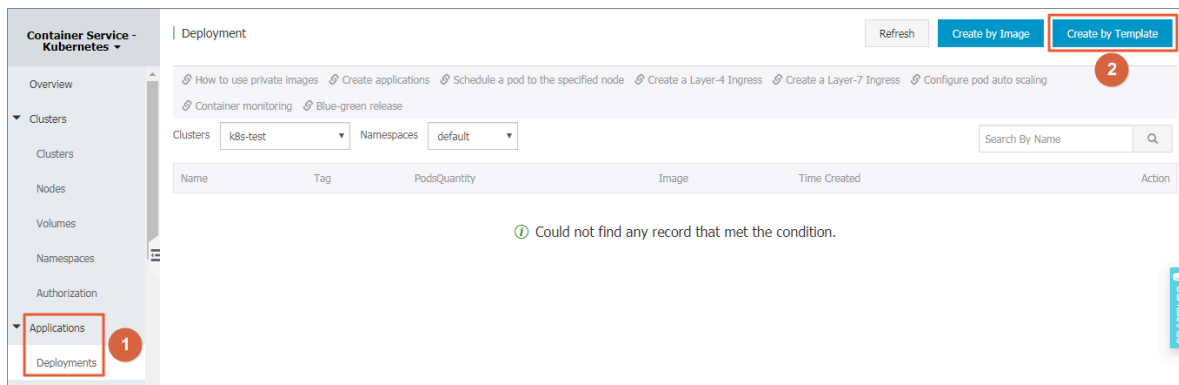 Container Service -
Kubernetes
Deployment
Refresh
Create by Image
Create by Template
2
Overview
How to use private images
Create applications
Schedule a pod to the specified node
Create a Layer-4 Ingress
Create a Layer-7 Ingress
Configure pod auto scaling
Container monitoring
Blue-green release
Clusters
Clusters
k8s-test
Namespaces
default
Search By Name
Clusters
Name
Tag
PodsQuantity
Image
Time Created
Action
Nodes
Volumes
Could not find any record that met the condition.
Namespaces
Authorization
Applications
1
Deployments